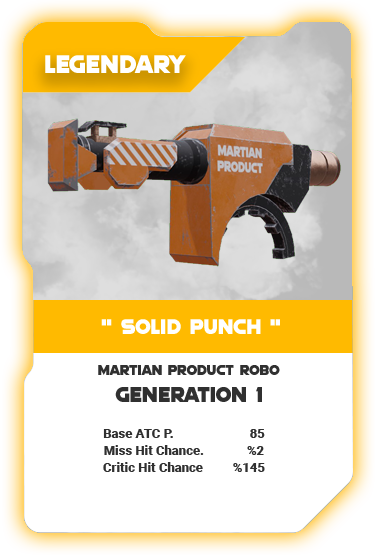 LEGENDARY
MARTIAN
PRODUCT
" SOLID PUNCH "
MARTIAN PRODUCT ROBO
GENERATION 1
Base ATC P. 85
Miss Hit Chance. %2
Critic Hit Chance %145